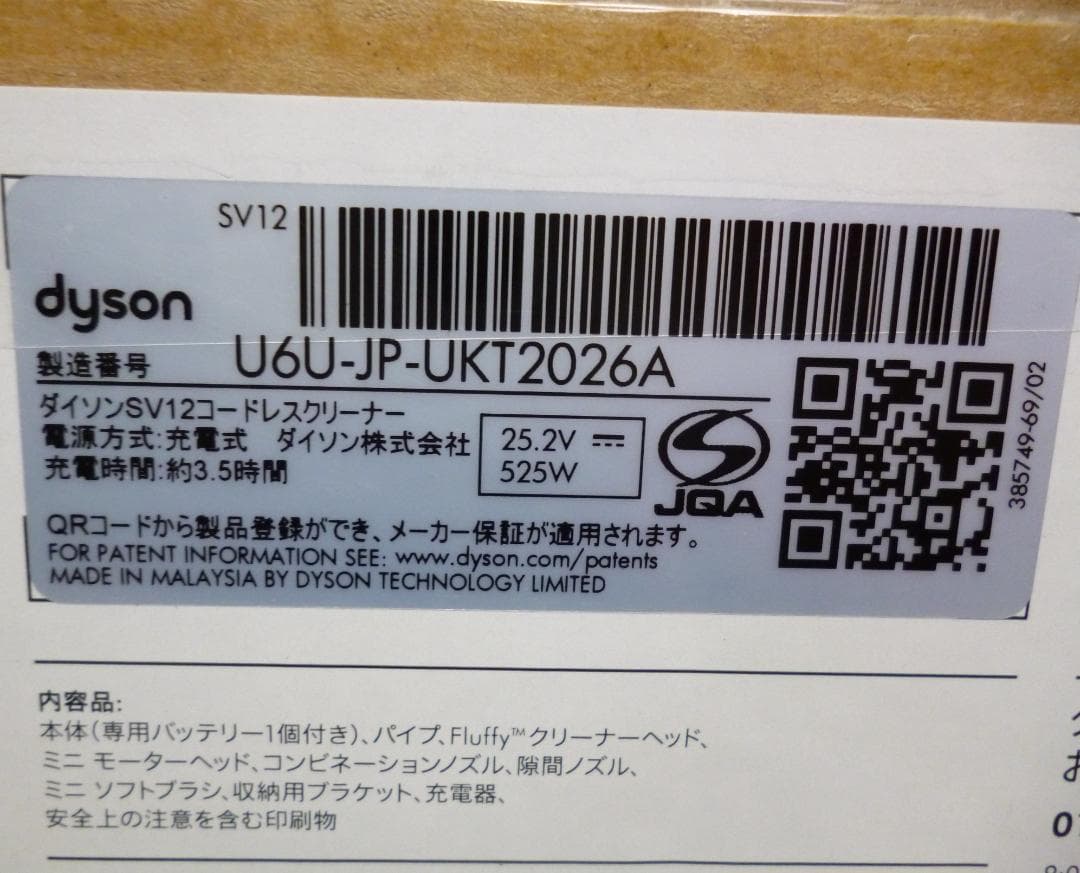 SV12
dyson
製造番号 U6U-JP-UKT2026A
ダイソンSV12コードレスクリーナー
電源方式:充電式 ダイソン株式会社
充電時間:約3.5時間
25.2V ⎓
525W
JQA
385749-69/02
QRコードから製品登録ができ、メーカー保証が適用されます。
FOR PATENT INFORMATION SEE: www.dyson.com/patents
MADE IN MALAYSIA BY DYSON TECHNOLOGY LIMITED
内容品:
本体(専用バッテリー1個付き)、パイプ、Fluffy™クリーナーヘッド、
ミニ モーターヘッド、コンビネーションノズル、隙間ノズル、
ミニ ソフトブラシ、収納用ブラケット、充電器、
安全上の注意を含む印刷物
お